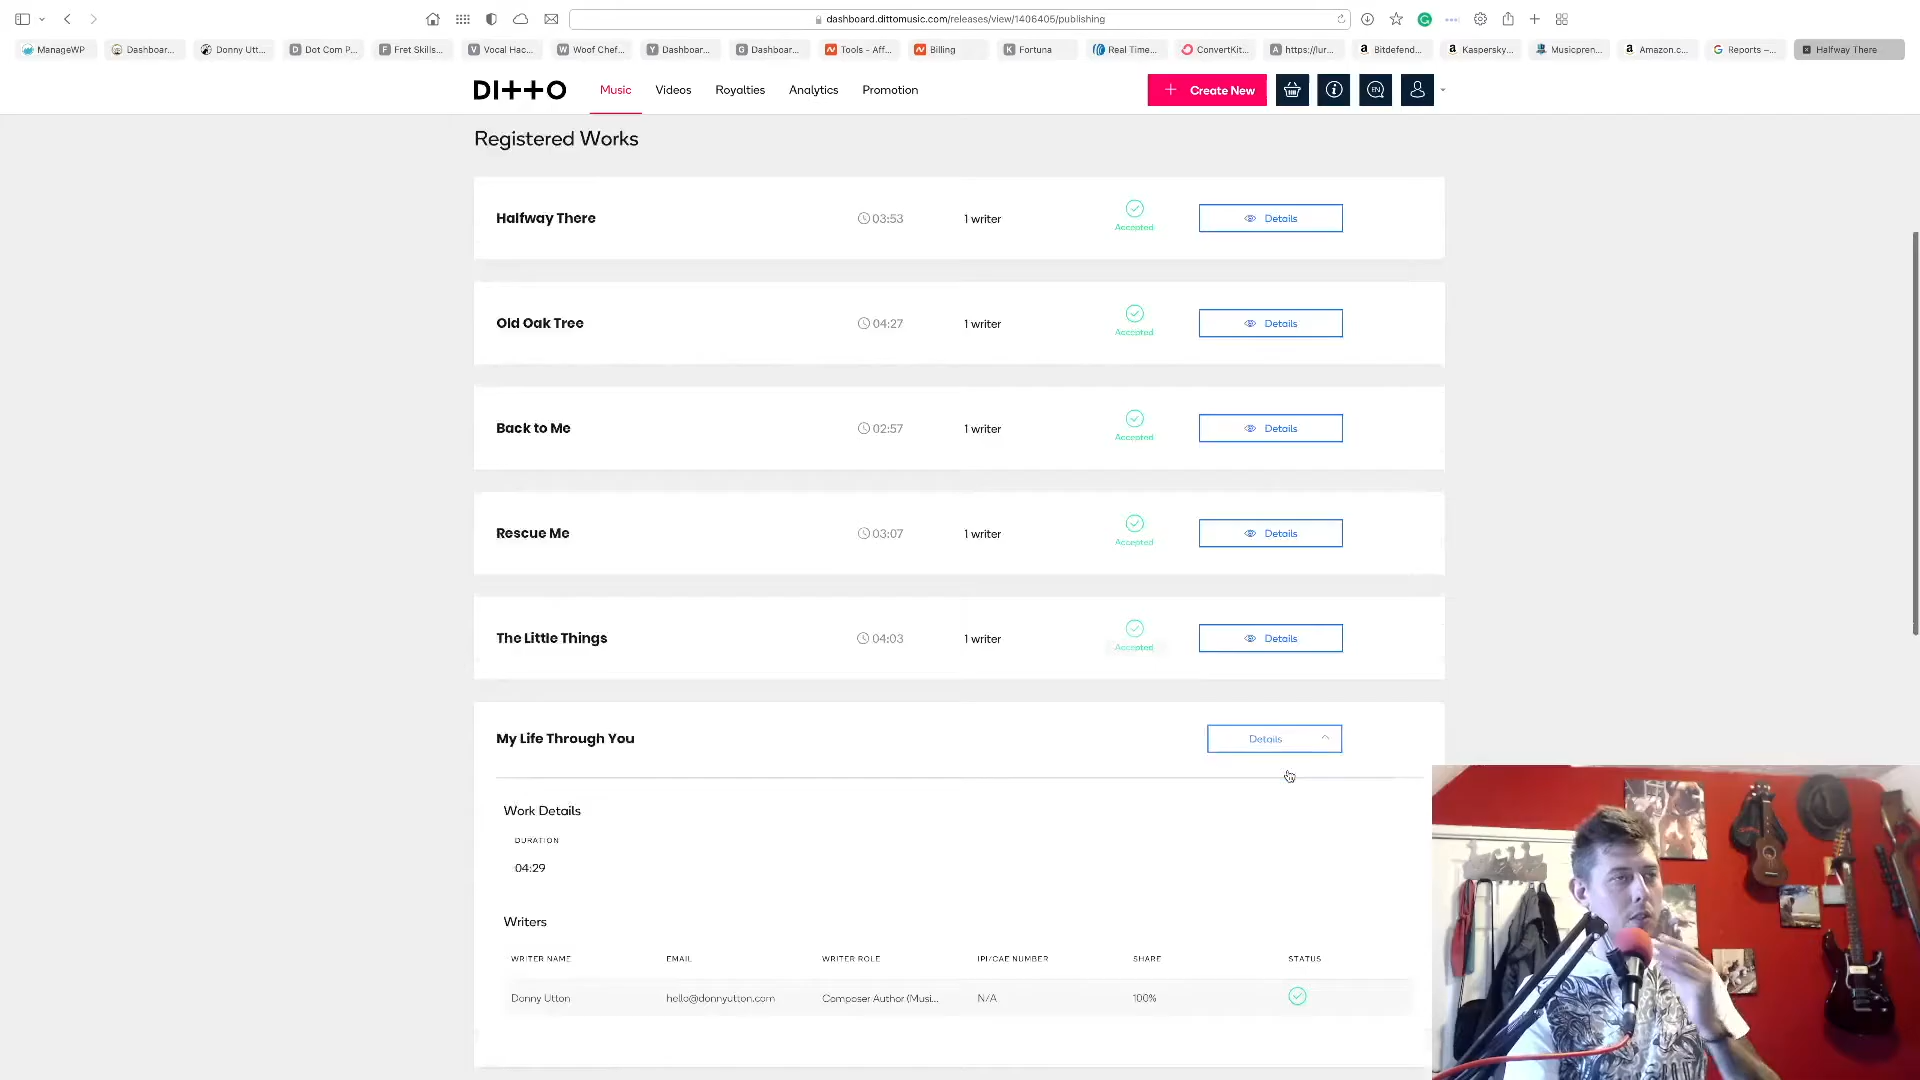 dashboard.dittomusic.com/releases/view/1406405/publishing
ManageWP
Dashboar...
Donny Utt...
D Dot Com P...
F Fret Skills...
V Vocal Hac...
W Woof Chef...
Y Dashboar...
G Dashboar...
Tools – Aff...
Billing
K Fortuna
Real Time...
ConvertKit...
A https://lur...
a Bitdefend...
a Kaspersky...
Musicpren...
a Amazon.c...
G Reports –...
Halfway There
DITTO Music Videos Royalties Analytics Promotion + Create New EN
Registered Works
Halfway There 03:53 1 writer Accepted Details
Old Oak Tree 04:27 1 writer Accepted Details
Back to Me 02:57 1 writer Accepted Details
Rescue Me 03:07 1 writer Accepted Details
The Little Things 04:03 1 writer Accepted Details
My Life Through You Details
Work Details
DURATION
04:29
Writers
WRITER NAME EMAIL WRITER ROLE IPI/CAE NUMBER SHARE STATUS
Donny Utton hello@donnyutton.com Composer Author (Musi... N/A 100%